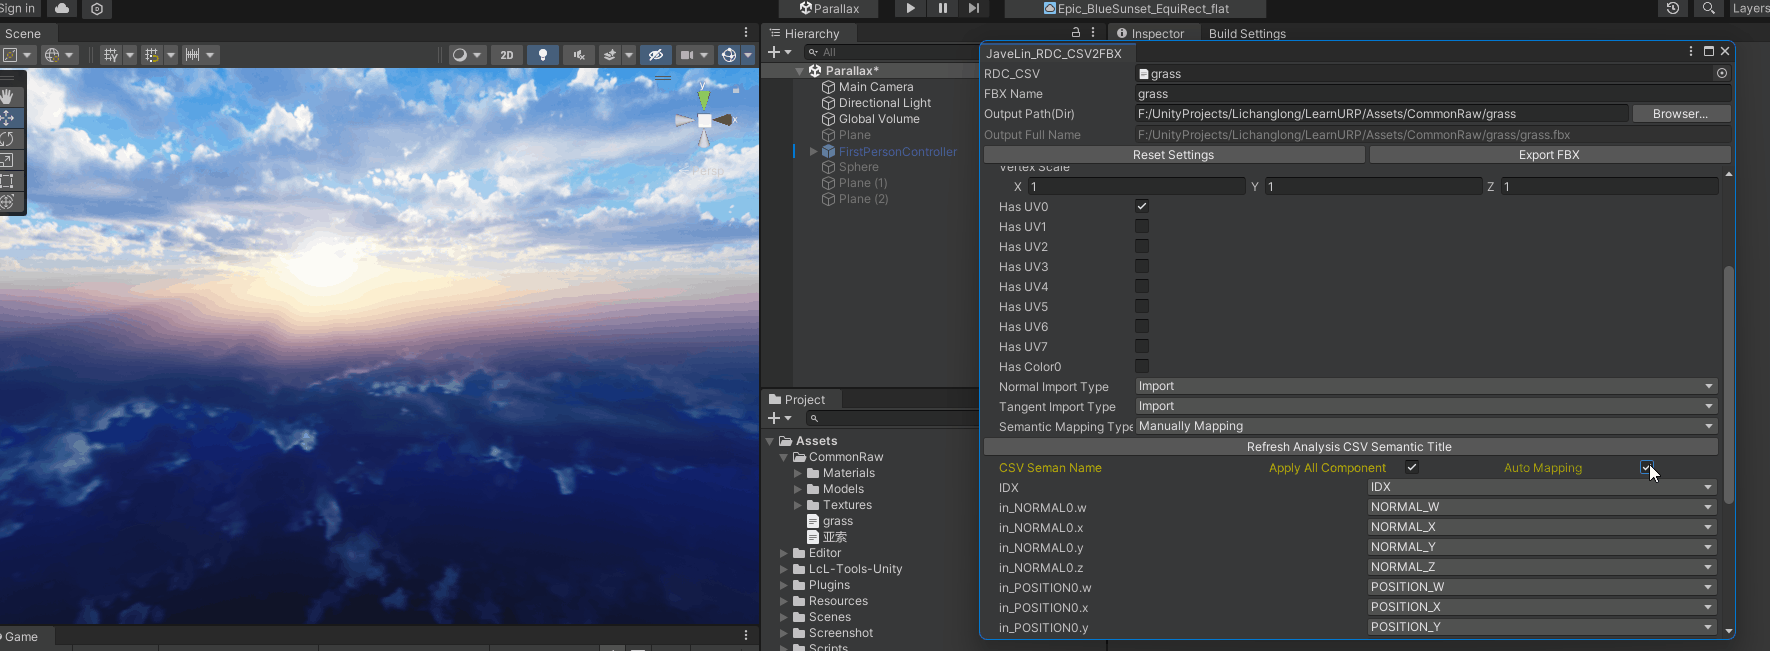 Sign in
Parallax
Epic_BlueSunset_EquiRect_flat
Layers
Scene
2D
y
x
Persp
Hierarchy
All
Parallax*
Main Camera
Directional Light
Global Volume
Plane
FirstPersonController
Sphere
Plane (1)
Plane (2)
Project
Assets
CommonRaw
Materials
Models
Textures
grass
亚索
Editor
LcL-Tools-Unity
Plugins
Resources
Scenes
Screenshot
Scripts
Game
Inspector
Build Settings
JaveLin_RDC_CSV2FBX
RDC_CSV grass
FBX Name grass
Output Path(Dir) F:/UnityProjects/Lichanglong/LearnURP/Assets/CommonRaw/grass Browser...
Output Full Name F:/UnityProjects/Lichanglong/LearnURP/Assets/CommonRaw/grass/grass.fbx
Reset Settings Export FBX
Vertex Scale
X 1 Y 1 Z 1
Has UV0
Has UV1
Has UV2
Has UV3
Has UV4
Has UV5
Has UV6
Has UV7
Has Color0
Normal Import Type Import
Tangent Import Type Import
Semantic Mapping Type Manually Mapping
Refresh Analysis CSV Semantic Title
CSV Seman Name Apply All Component Auto Mapping
IDX IDX
in_NORMAL0.w NORMAL_W
in_NORMAL0.x NORMAL_X
in_NORMAL0.y NORMAL_Y
in_NORMAL0.z NORMAL_Z
in_POSITION0.w POSITION_W
in_POSITION0.x POSITION_X
in_POSITION0.y POSITION_Y